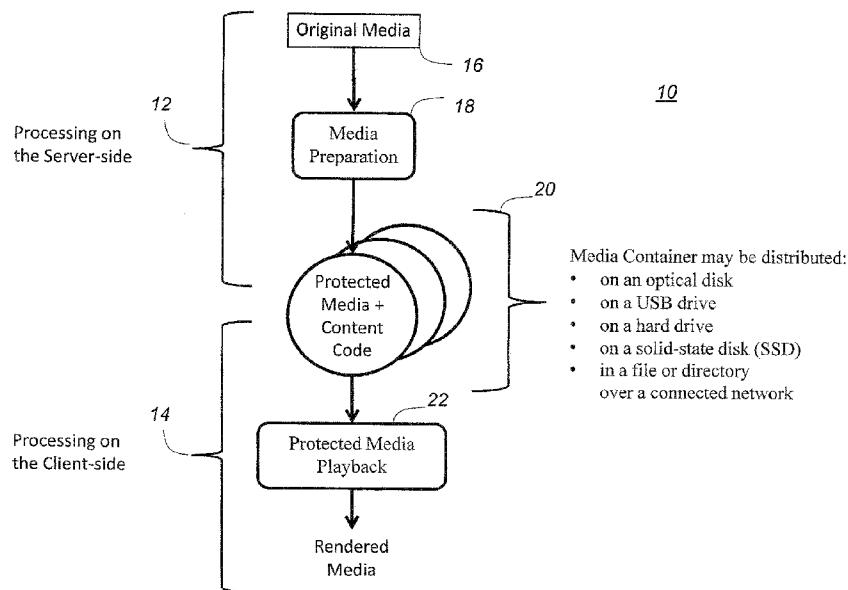 Original Media
16
10
12
18
Processing on
the Server-side
Media
Preparation
20
Protected
Media +
Content
Code
Media Container may be distributed:
• on an optical disk
• on a USB drive
• on a hard drive
• on a solid-state disk (SSD)
• in a file or directory
over a connected network
14
22
Processing on
the Client-side
Protected Media
Playback
Rendered
Media